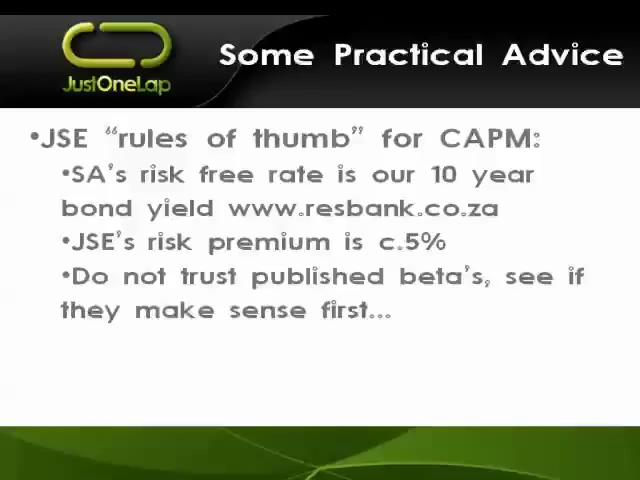 Some Practical Advice
JustOneLap
•JSE “rules of thumb” for CAPM:
•SA’s risk free rate is our 10 year
bond yield www.resbank.co.za
•JSE’s risk premium is c.5%
•Do not trust published beta’s, see if
they make sense first...